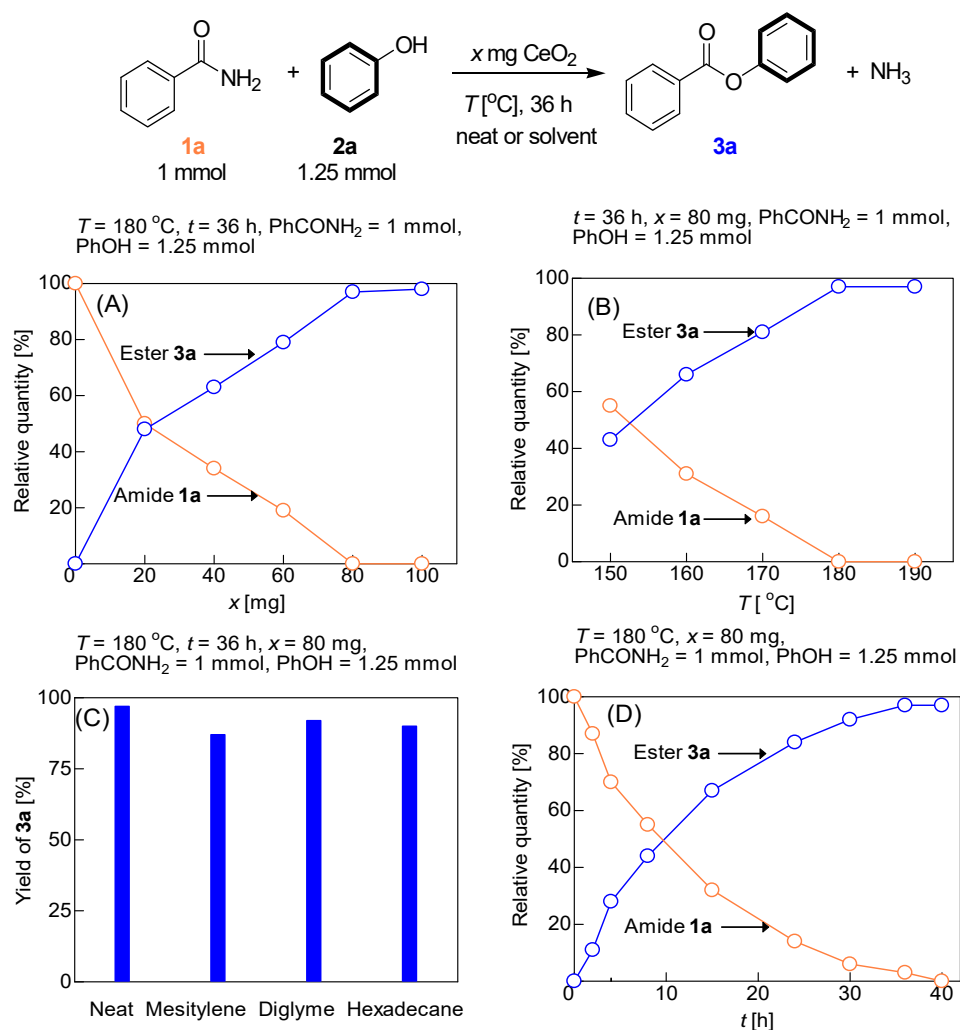 O
NH₂
+
OH
x mg CeO₂
T [°C], 36 h
neat or solvent
O
O
+ NH₃
1a
1 mmol
2a
1.25 mmol
3a
T = 180 °C, t = 36 h, PhCONH₂ = 1 mmol,
PhOH = 1.25 mmol
(A)
Ester 3a
Amide 1a
Relative quantity [%]
100
80
60
40
20
0
0 20 40 60 80 100
x [mg]
t = 36 h, x = 80 mg, PhCONH₂ = 1 mmol,
PhOH = 1.25 mmol
(B)
Ester 3a
Amide 1a
Relative quantity [%]
100
80
60
40
20
0
150 160 170 180 190
T [ °C]
T = 180 °C, t = 36 h, x = 80 mg,
PhCONH₂ = 1 mmol, PhOH = 1.25 mmol
(C)
Yield of 3a [%]
100
75
50
25
0
Neat Mesitylene Diglyme Hexadecane
T = 180 °C, x = 80 mg,
PhCONH₂ = 1 mmol, PhOH = 1.25 mmol
(D)
Ester 3a
Amide 1a
Relative quantity [%]
100
80
60
40
20
0
0 10 20 30 40
t [h]